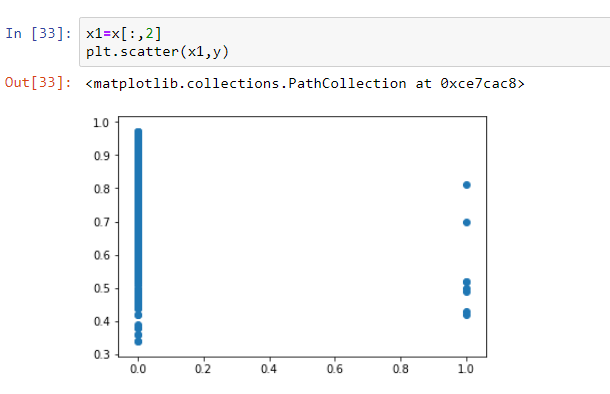 In [33]: x1=x[:,2]
plt.scatter(x1,y)
Out[33]: <matplotlib.collections.PathCollection at 0xce7cac8>
1.0
0.9
0.8
0.7
0.6
0.5
0.4
0.3
0.0 0.2 0.4 0.6 0.8 1.0